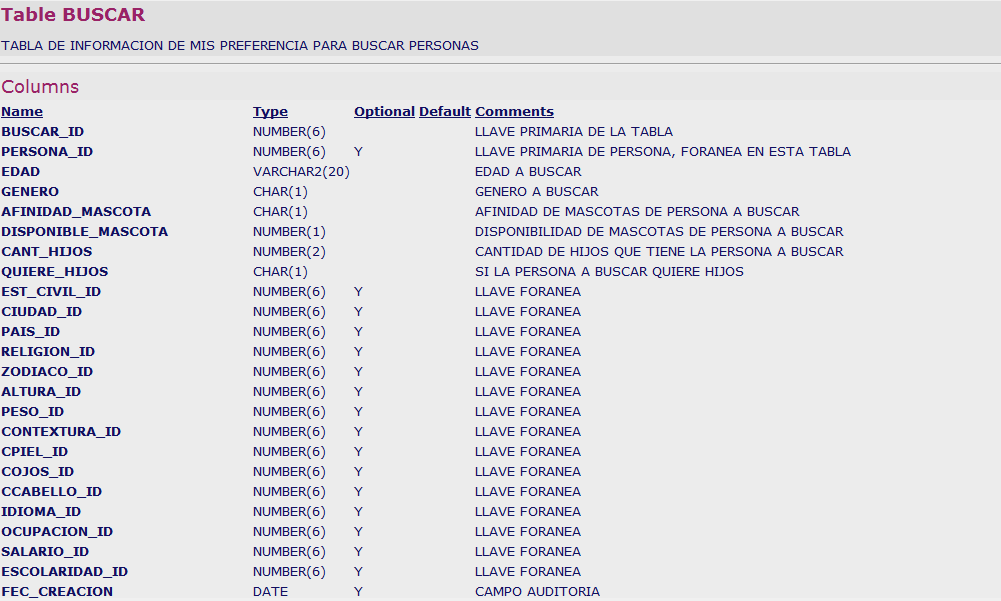 Table BUSCAR
TABLA DE INFORMACION DE MIS PREFERENCIA PARA BUSCAR PERSONAS
Columns
Name Type Optional Default Comments
BUSCAR_ID NUMBER(6) LLAVE PRIMARIA DE LA TABLA
PERSONA_ID NUMBER(6) Y LLAVE PRIMARIA DE PERSONA, FORANEA EN ESTA TABLA
EDAD VARCHAR2(20) EDAD A BUSCAR
GENERO CHAR(1) GENERO A BUSCAR
AFINIDAD_MASCOTA CHAR(1) AFINIDAD DE MASCOTAS DE PERSONA A BUSCAR
DISPONIBLE_MASCOTA NUMBER(1) DISPONIBILIDAD DE MASCOTAS DE PERSONA A BUSCAR
CANT_HIJOS NUMBER(2) CANTIDAD DE HIJOS QUE TIENE LA PERSONA A BUSCAR
QUIERE_HIJOS CHAR(1) SI LA PERSONA A BUSCAR QUIERE HIJOS
EST_CIVIL_ID NUMBER(6) Y LLAVE FORANEA
CIUDAD_ID NUMBER(6) Y LLAVE FORANEA
PAIS_ID NUMBER(6) Y LLAVE FORANEA
RELIGION_ID NUMBER(6) Y LLAVE FORANEA
ZODIACO_ID NUMBER(6) Y LLAVE FORANEA
ALTURA_ID NUMBER(6) Y LLAVE FORANEA
PESO_ID NUMBER(6) Y LLAVE FORANEA
CONTEXTURA_ID NUMBER(6) Y LLAVE FORANEA
CPIEL_ID NUMBER(6) Y LLAVE FORANEA
COJOS_ID NUMBER(6) Y LLAVE FORANEA
CCABELLO_ID NUMBER(6) Y LLAVE FORANEA
IDIOMA_ID NUMBER(6) Y LLAVE FORANEA
OCUPACION_ID NUMBER(6) Y LLAVE FORANEA
SALARIO_ID NUMBER(6) Y LLAVE FORANEA
ESCOLARIDAD_ID NUMBER(6) Y LLAVE FORANEA
FEC_CREACION DATE Y CAMPO AUDITORIA